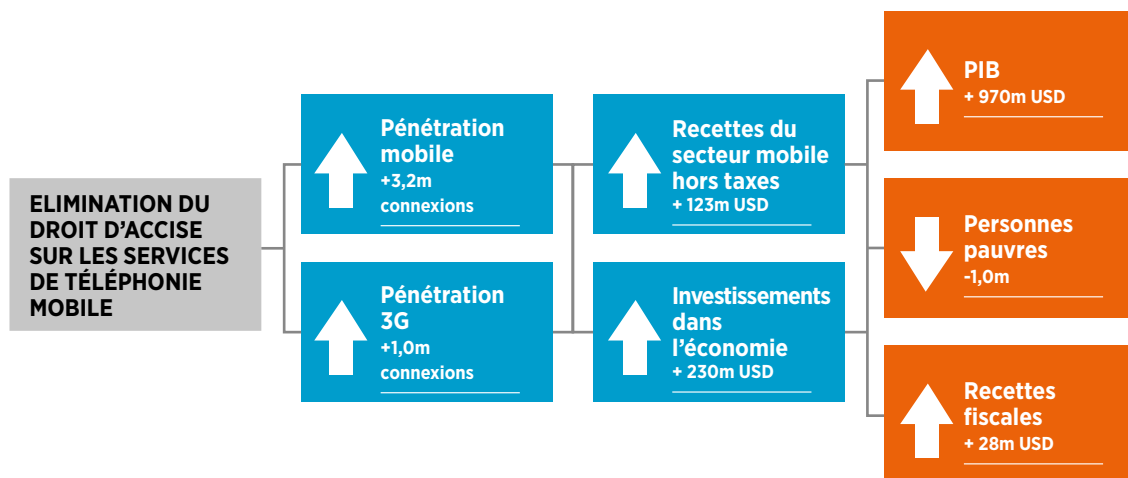 ELIMINATION DU
DROIT D'ACCISE
SUR LES SERVICES
DE TÉLÉPHONIE
MOBILE
Pénétration
mobile
+3,2m
connexions
Pénétration
3G
+1,0m
connexions
Recettes du
secteur mobile
hors taxes
+ 123m USD
Investissements
dans
l'économie
+ 230m USD
PIB
+ 970m USD
Personnes
pauvres
-1,0m
Recettes
fiscales
+ 28m USD